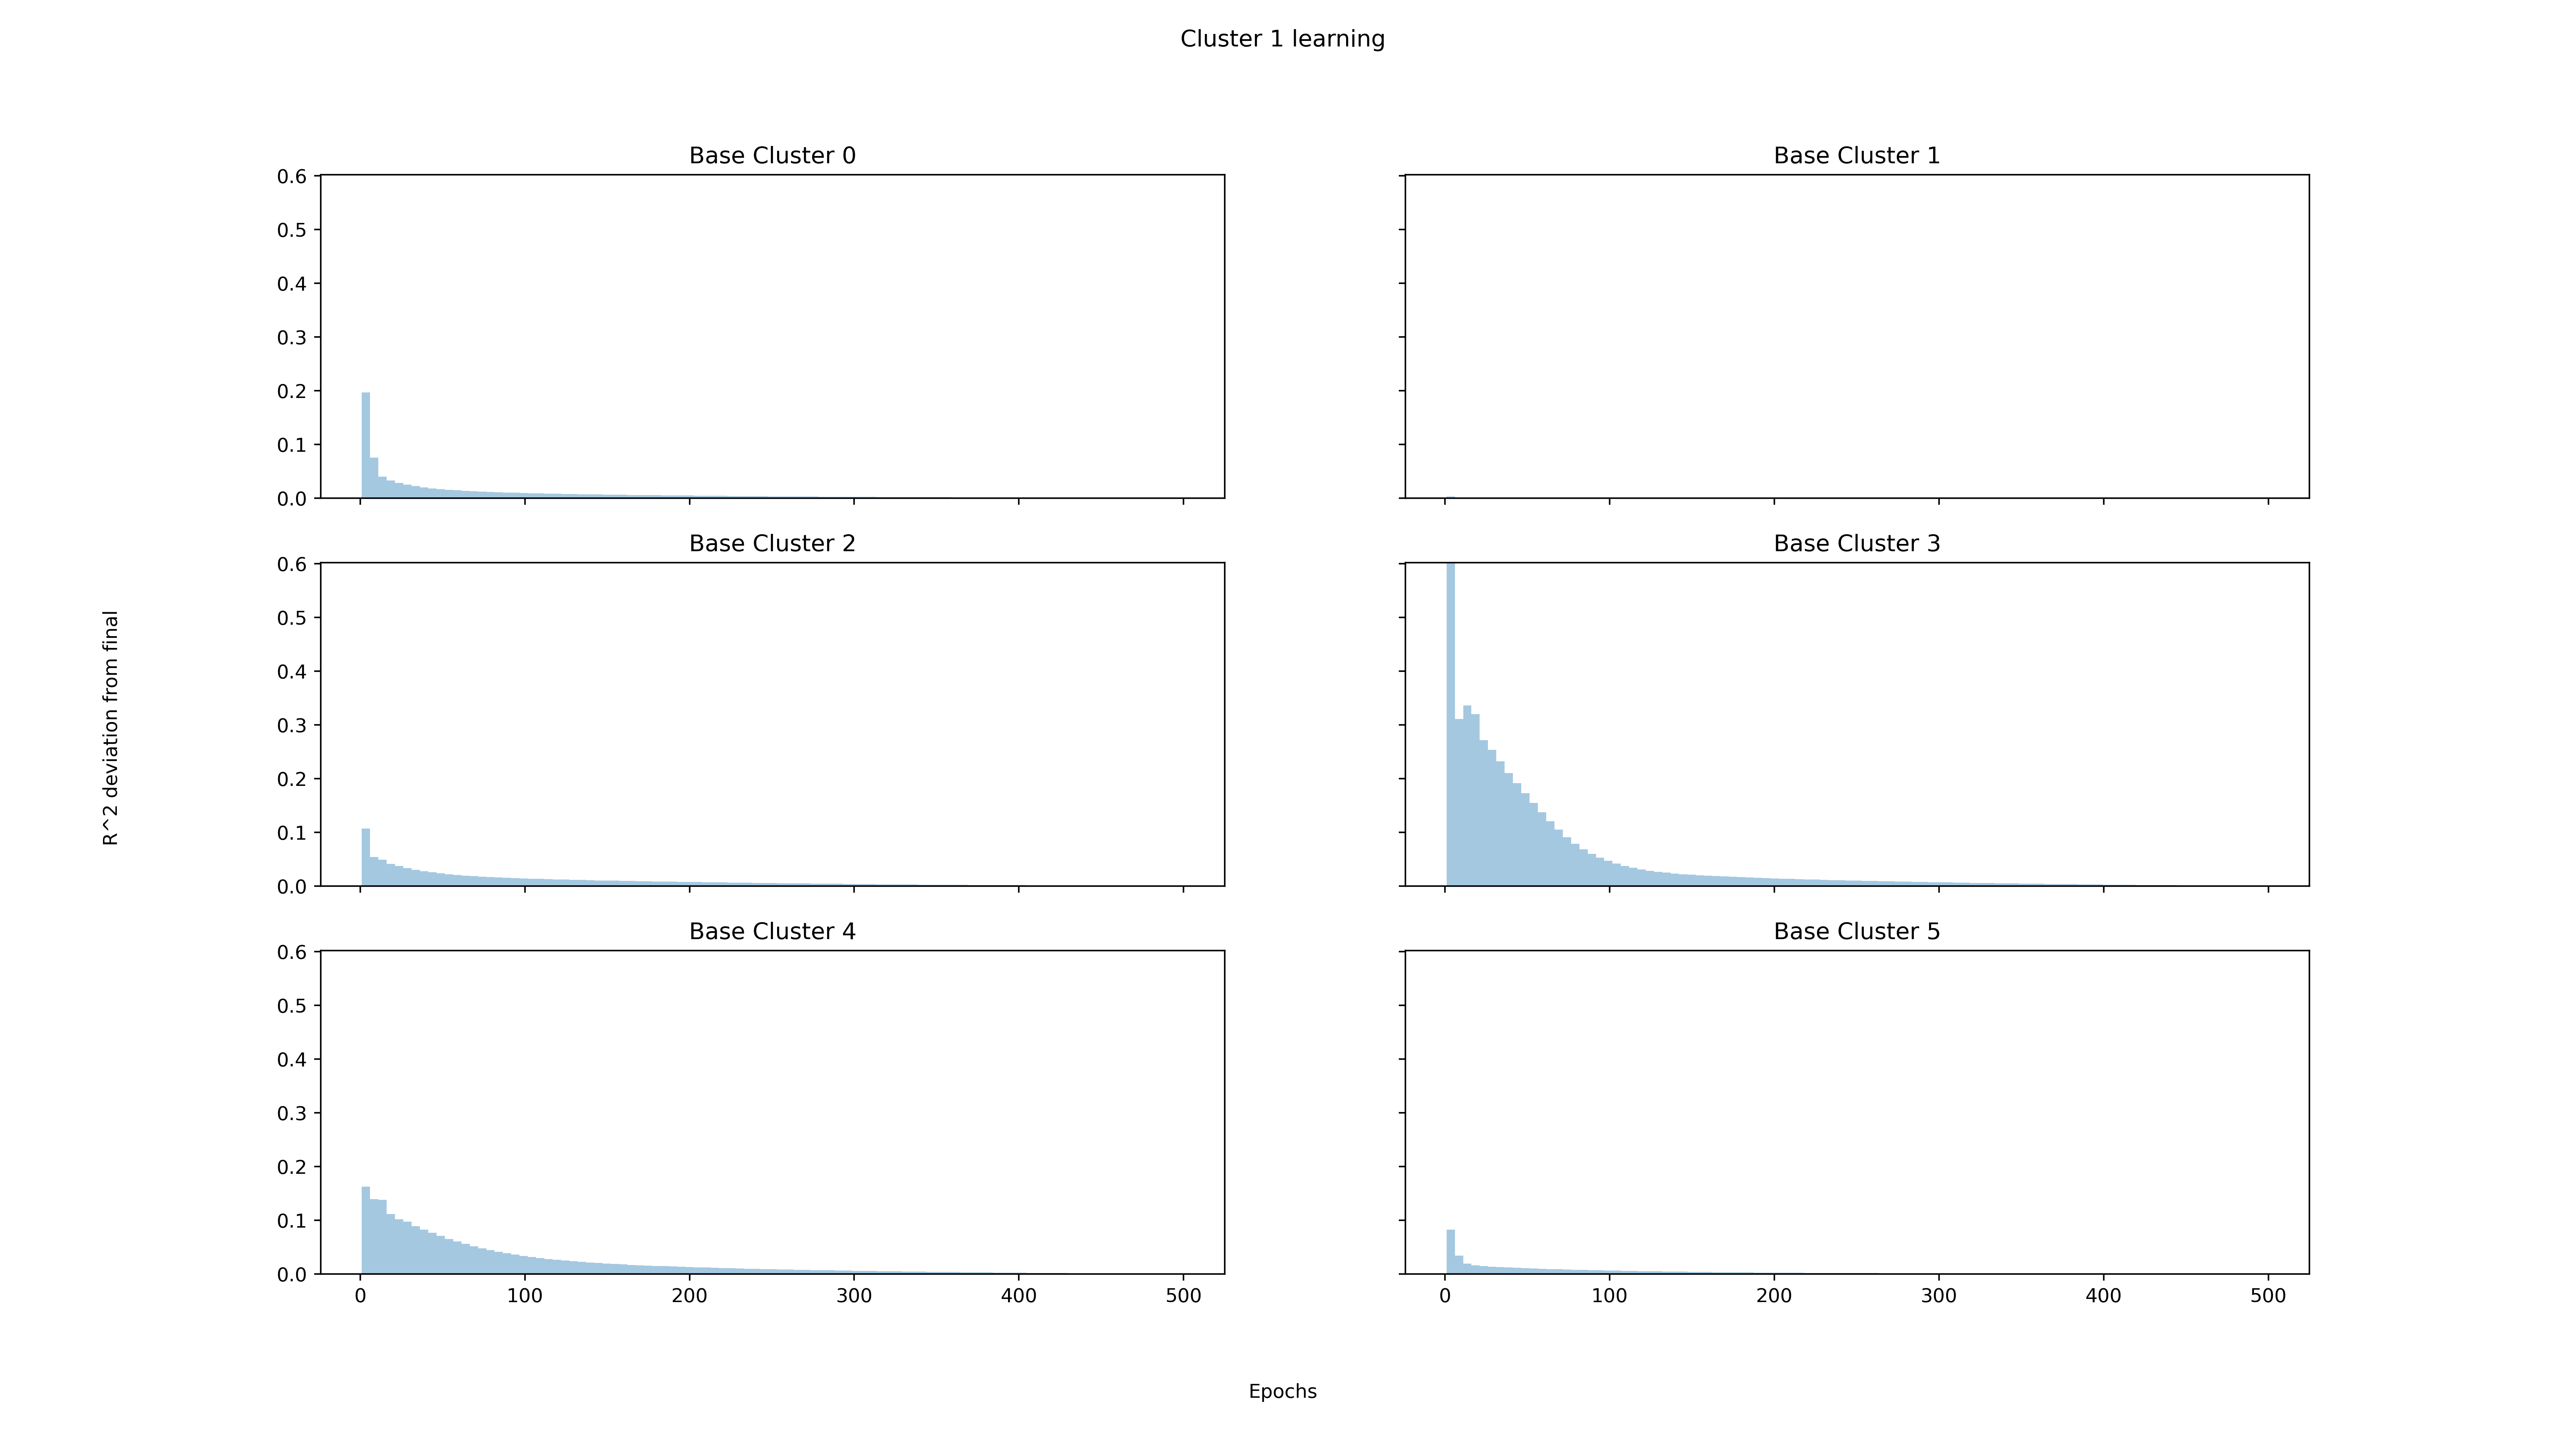 Cluster 1 learning
Base Cluster 0
0.6
0.5
0.4
0.3
0.2
0.1
0.0
Base Cluster 1
Base Cluster 2
0.6
0.5
0.4
0.3
0.2
0.1
0.0
Base Cluster 3
R^2 deviation from final
Base Cluster 4
0.6
0.5
0.4
0.3
0.2
0.1
0.0
0 100 200 300 400 500
Base Cluster 5
0 100 200 300 400 500
Epochs